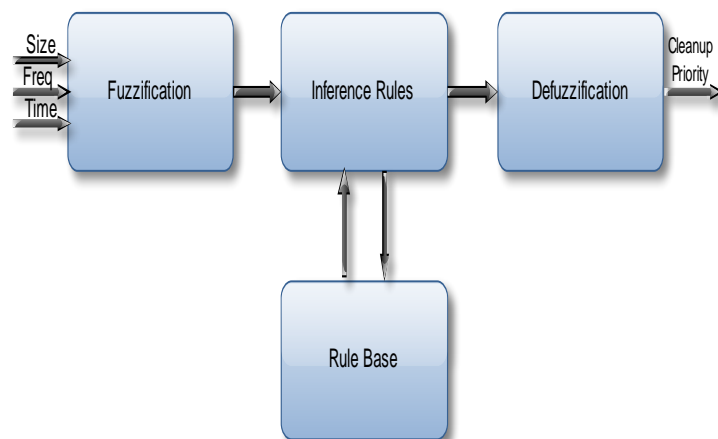 Size
Freq
Time
Fuzzification
Inference Rules
Defuzzification
Cleanup
Priority
Rule Base